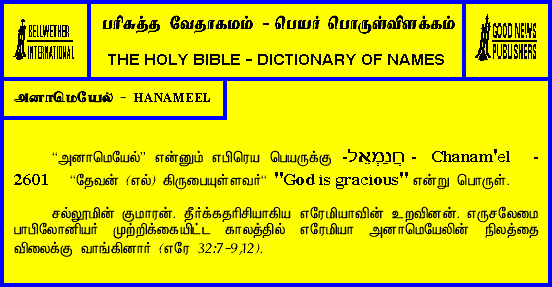 BELLWETHER
INTERNATIONAL
பரிசுத்த வேதாகமம் - பெயர் பொருள்விளக்கம்
THE HOLY BIBLE - DICTIONARY OF NAMES
GOOD NEWS
PUBLISHERS
அனாமெயேல் - HANAMEEL
“அனாமெயேல்” என்னும் எபிரெய பெயருக்கு -חֲנַמְאֵל - Chanam'el -
2601 “தேவன் (எல்) கிருபையுள்ளவர்“ "God is gracious" என்று பொருள்.
சல்லூமின் குமாரன். தீர்க்கதரிசியாகிய எரேமியாவின் உறவினன். எருசலேமை
பாபிலோனியர் முற்றிக்கையிட்ட காலத்தில் எரேமியா அனாமெயேலின் நிலத்தை
விலைக்கு வாங்கினார் (எரே 32:7-9,12).